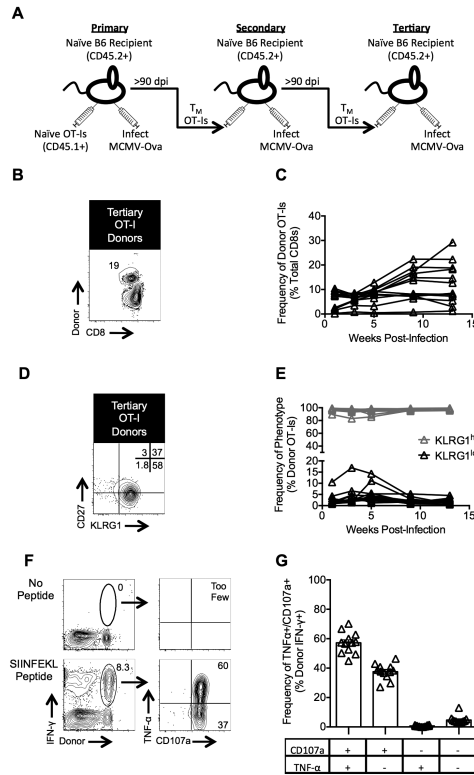 A
Primary
Secondary
Tertiary
Naïve B6 Recipient
(CD45.2+)
Naïve B6 Recipient
(CD45.2+)
Naïve B6 Recipient
(CD45.2+)
>90 dpi
>90 dpi
TM
OT-Is
TM
OT-Is
Naïve OT-Is
(CD45.1+)
Infect
MCMV-Ova
Infect
MCMV-Ova
Infect
MCMV-Ova
B
Tertiary
OT-I
Donors
19
Donor
CD8
C
Frequency of Donor OT-Is
(% Total CD8s)
40
30
20
10
0
0
5
10
15
Weeks Post-Infection
D
Tertiary
OT-I
Donors
3 37
1.8 58
CD27
KLRG1
E
Frequency of Phenotype
(% Donor OT-Is)
100
80
60
40
20
15
10
5
0
0
5
10
15
KLRG1h
KLRG1lo
Weeks Post-Infection
F
No
Peptide
0
Too
Few
SIINFEKL
Peptide
8.3
60
37
IFN-γ
Donor
TNF-α
CD107a
G
Frequency of TNFα+/CD107a+
(% Donor IFN-γ+)
100
80
60
40
20
0
CD107a + + - -
TNF-α + - + -